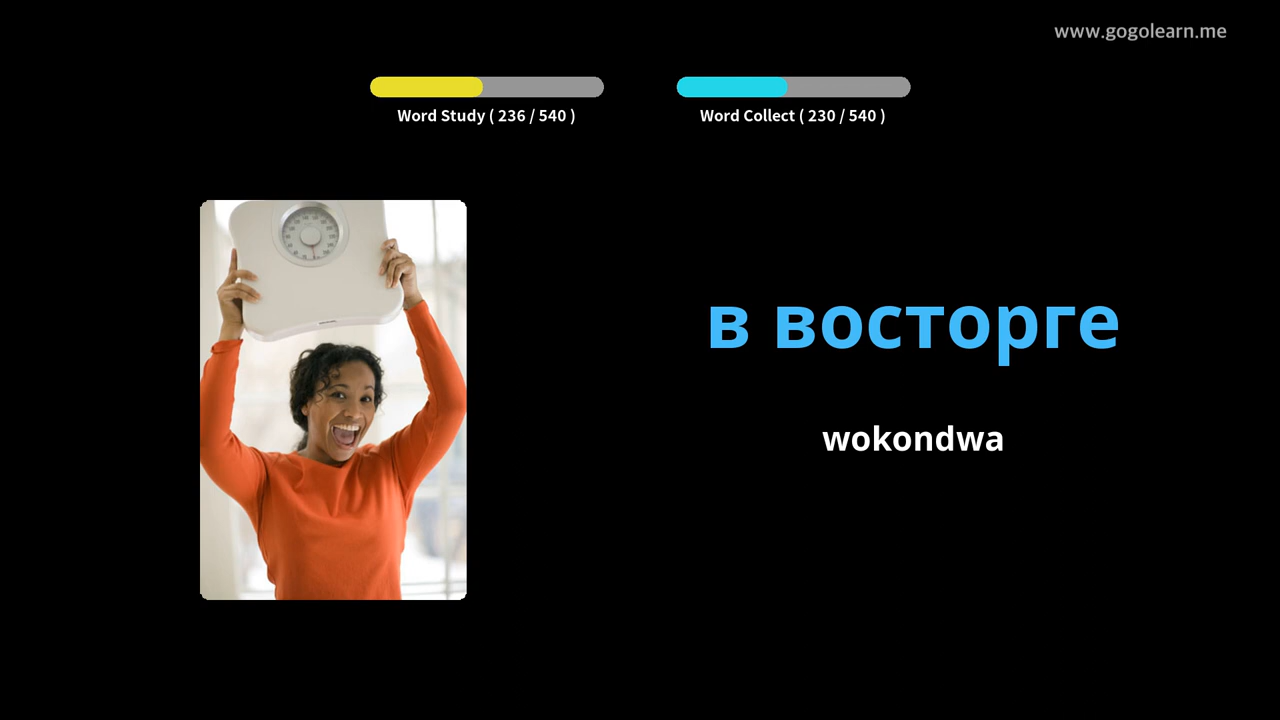 www.gogolearn.me
Word Study ( 236 / 540 )
Word Collect ( 230 / 540 )
в восторге
wokondwa